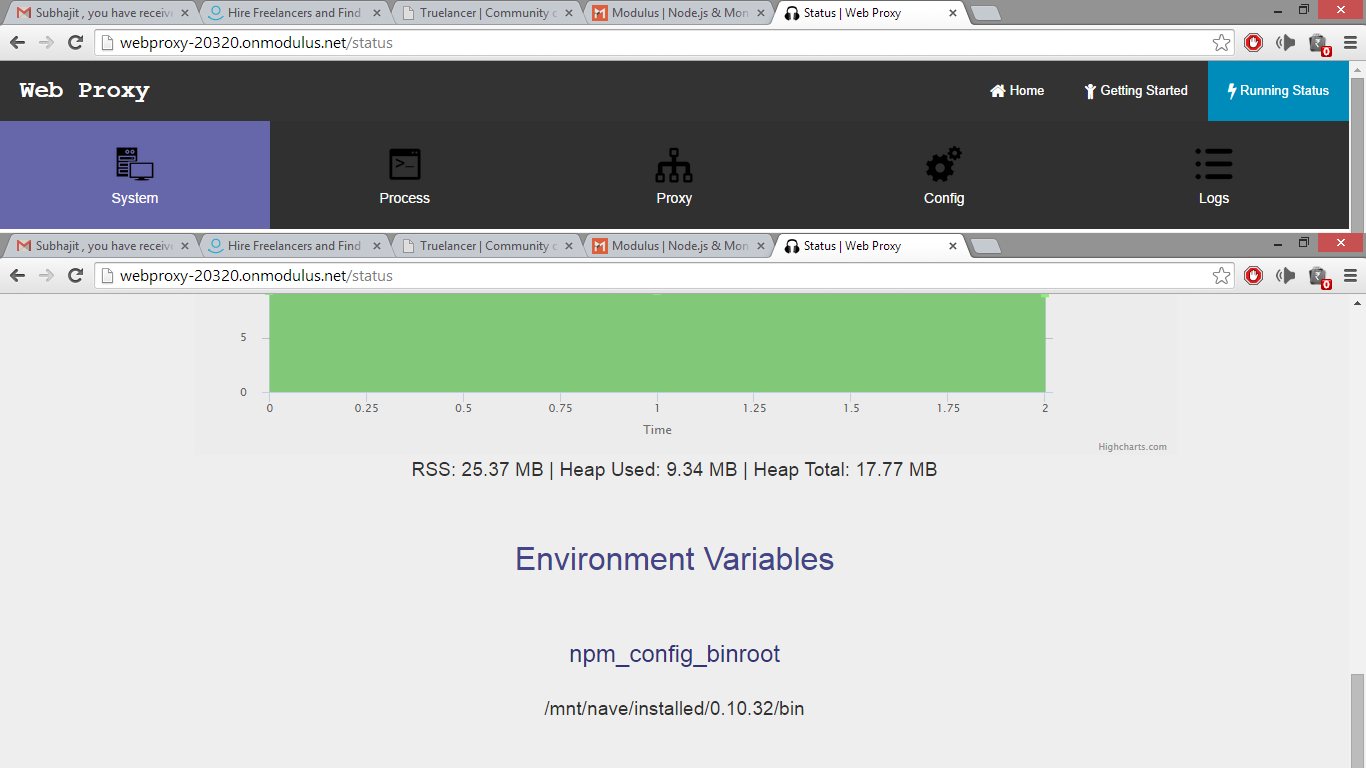 Subhajit , you have receive
Hire Freelancers and Find
Truelancer | Community o
Modulus | Node.js & Mon
Status | Web Proxy
webproxy-20320.onmodulus.net/status
0
Web Proxy
Home
Getting Started
Running Status
System
Process
Proxy
Config
Logs
Subhajit , you have receive
Hire Freelancers and Find
Truelancer | Community o
Modulus | Node.js & Mon
Status | Web Proxy
webproxy-20320.onmodulus.net/status
0
5
0
0 0.25 0.5 0.75 1 1.25 1.5 1.75 2
Time
Highcharts.com
RSS: 25.37 MB | Heap Used: 9.34 MB | Heap Total: 17.77 MB
Environment Variables
npm_config_binroot
/mnt/nave/installed/0.10.32/bin